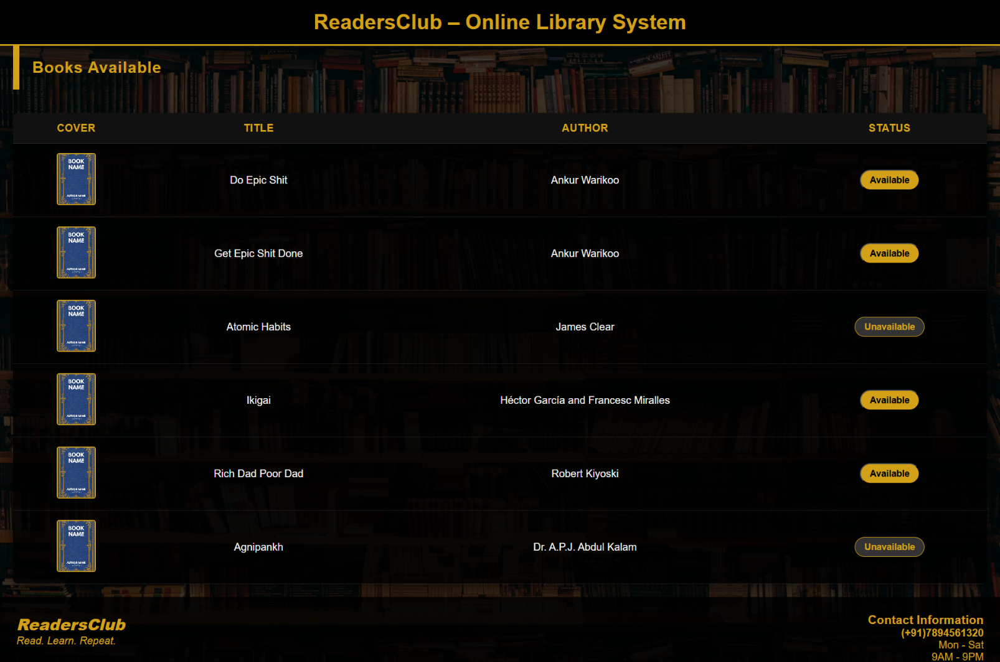 ReadersClub – Online Library System
Books Available
COVER TITLE AUTHOR STATUS
BOOK
NAME
AUTHOR NAME
Do Epic Shit Ankur Warikoo Available
BOOK
NAME
AUTHOR NAME
Get Epic Shit Done Ankur Warikoo Available
BOOK
NAME
AUTHOR NAME
Atomic Habits James Clear Unavailable
BOOK
NAME
AUTHOR NAME
Ikigai Héctor García and Francesc Miralles Available
BOOK
NAME
AUTHOR NAME
Rich Dad Poor Dad Robert Kiyoski Available
BOOK
NAME
AUTHOR NAME
Agnipankh Dr. A.P.J. Abdul Kalam Unavailable
ReadersClub
Read. Learn. Repeat.
Contact Information
(+91)7894561320
Mon - Sat
9AM - 9PM